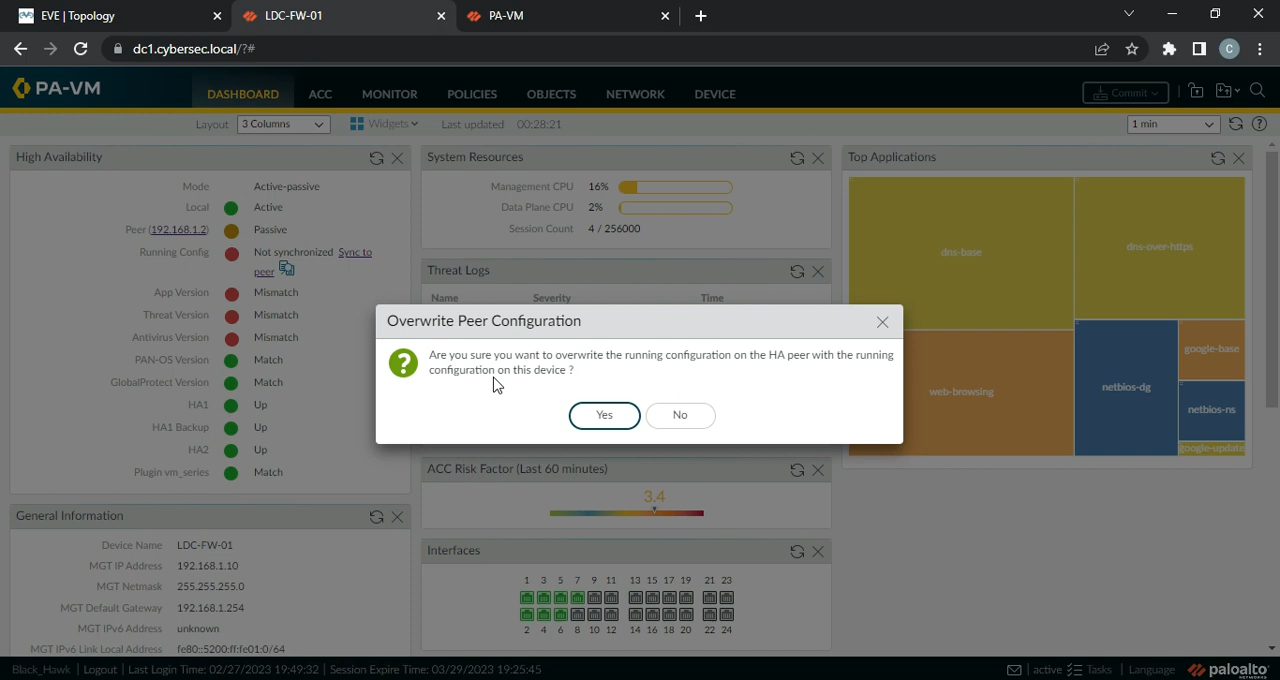 EVE | Topology
LDC-FW-01
PA-VM
dc1.cybersec.local/?#
C
PA-VM
DASHBOARD
ACC
MONITOR
POLICIES
OBJECTS
NETWORK
DEVICE
Commit
Layout
3 Columns
Widgets
Last updated 00:28:21
1 min
High Availability
Mode Active-passive
Local Active
Peer (192.168.1.2) Passive
Running Config Not synchronized Sync to
peer
App Version Mismatch
Threat Version Mismatch
Antivirus Version Mismatch
PAN-OS Version Match
GlobalProtect Version Match
HA1 Up
HA1 Backup Up
HA2 Up
Plugin vm_series Match
General Information
Device Name LDC-FW-01
MGT IP Address 192.168.1.10
MGT Netmask 255.255.255.0
MGT Default Gateway 192.168.1.254
MGT IPv6 Address unknown
MGT IPv6 Link Local Address fe80::5200:ff:fe01:0/64
System Resources
Management CPU 16%
Data Plane CPU 2%
Session Count 4 / 256000
Threat Logs
Name Severity Time
Overwrite Peer Configuration
Are you sure you want to overwrite the running configuration on the HA peer with the running
configuration on this device ?
Yes No
ACC Risk Factor (Last 60 minutes)
3.4
Interfaces
1 3 5 7 9 11 13 15 17 19 21 23
2 4 6 8 10 12 14 16 18 20 22 24
Top Applications
dns-base
dns-over-https
web-browsing
netbios-dg
google-base
netbios-ns
google-update
Black_Hawk | Logout | Last Login Time: 02/27/2023 19:49:32 | Session Expire Time: 03/29/2023 19:25:45
active
Tasks | Language
paloalto
NETWORKS